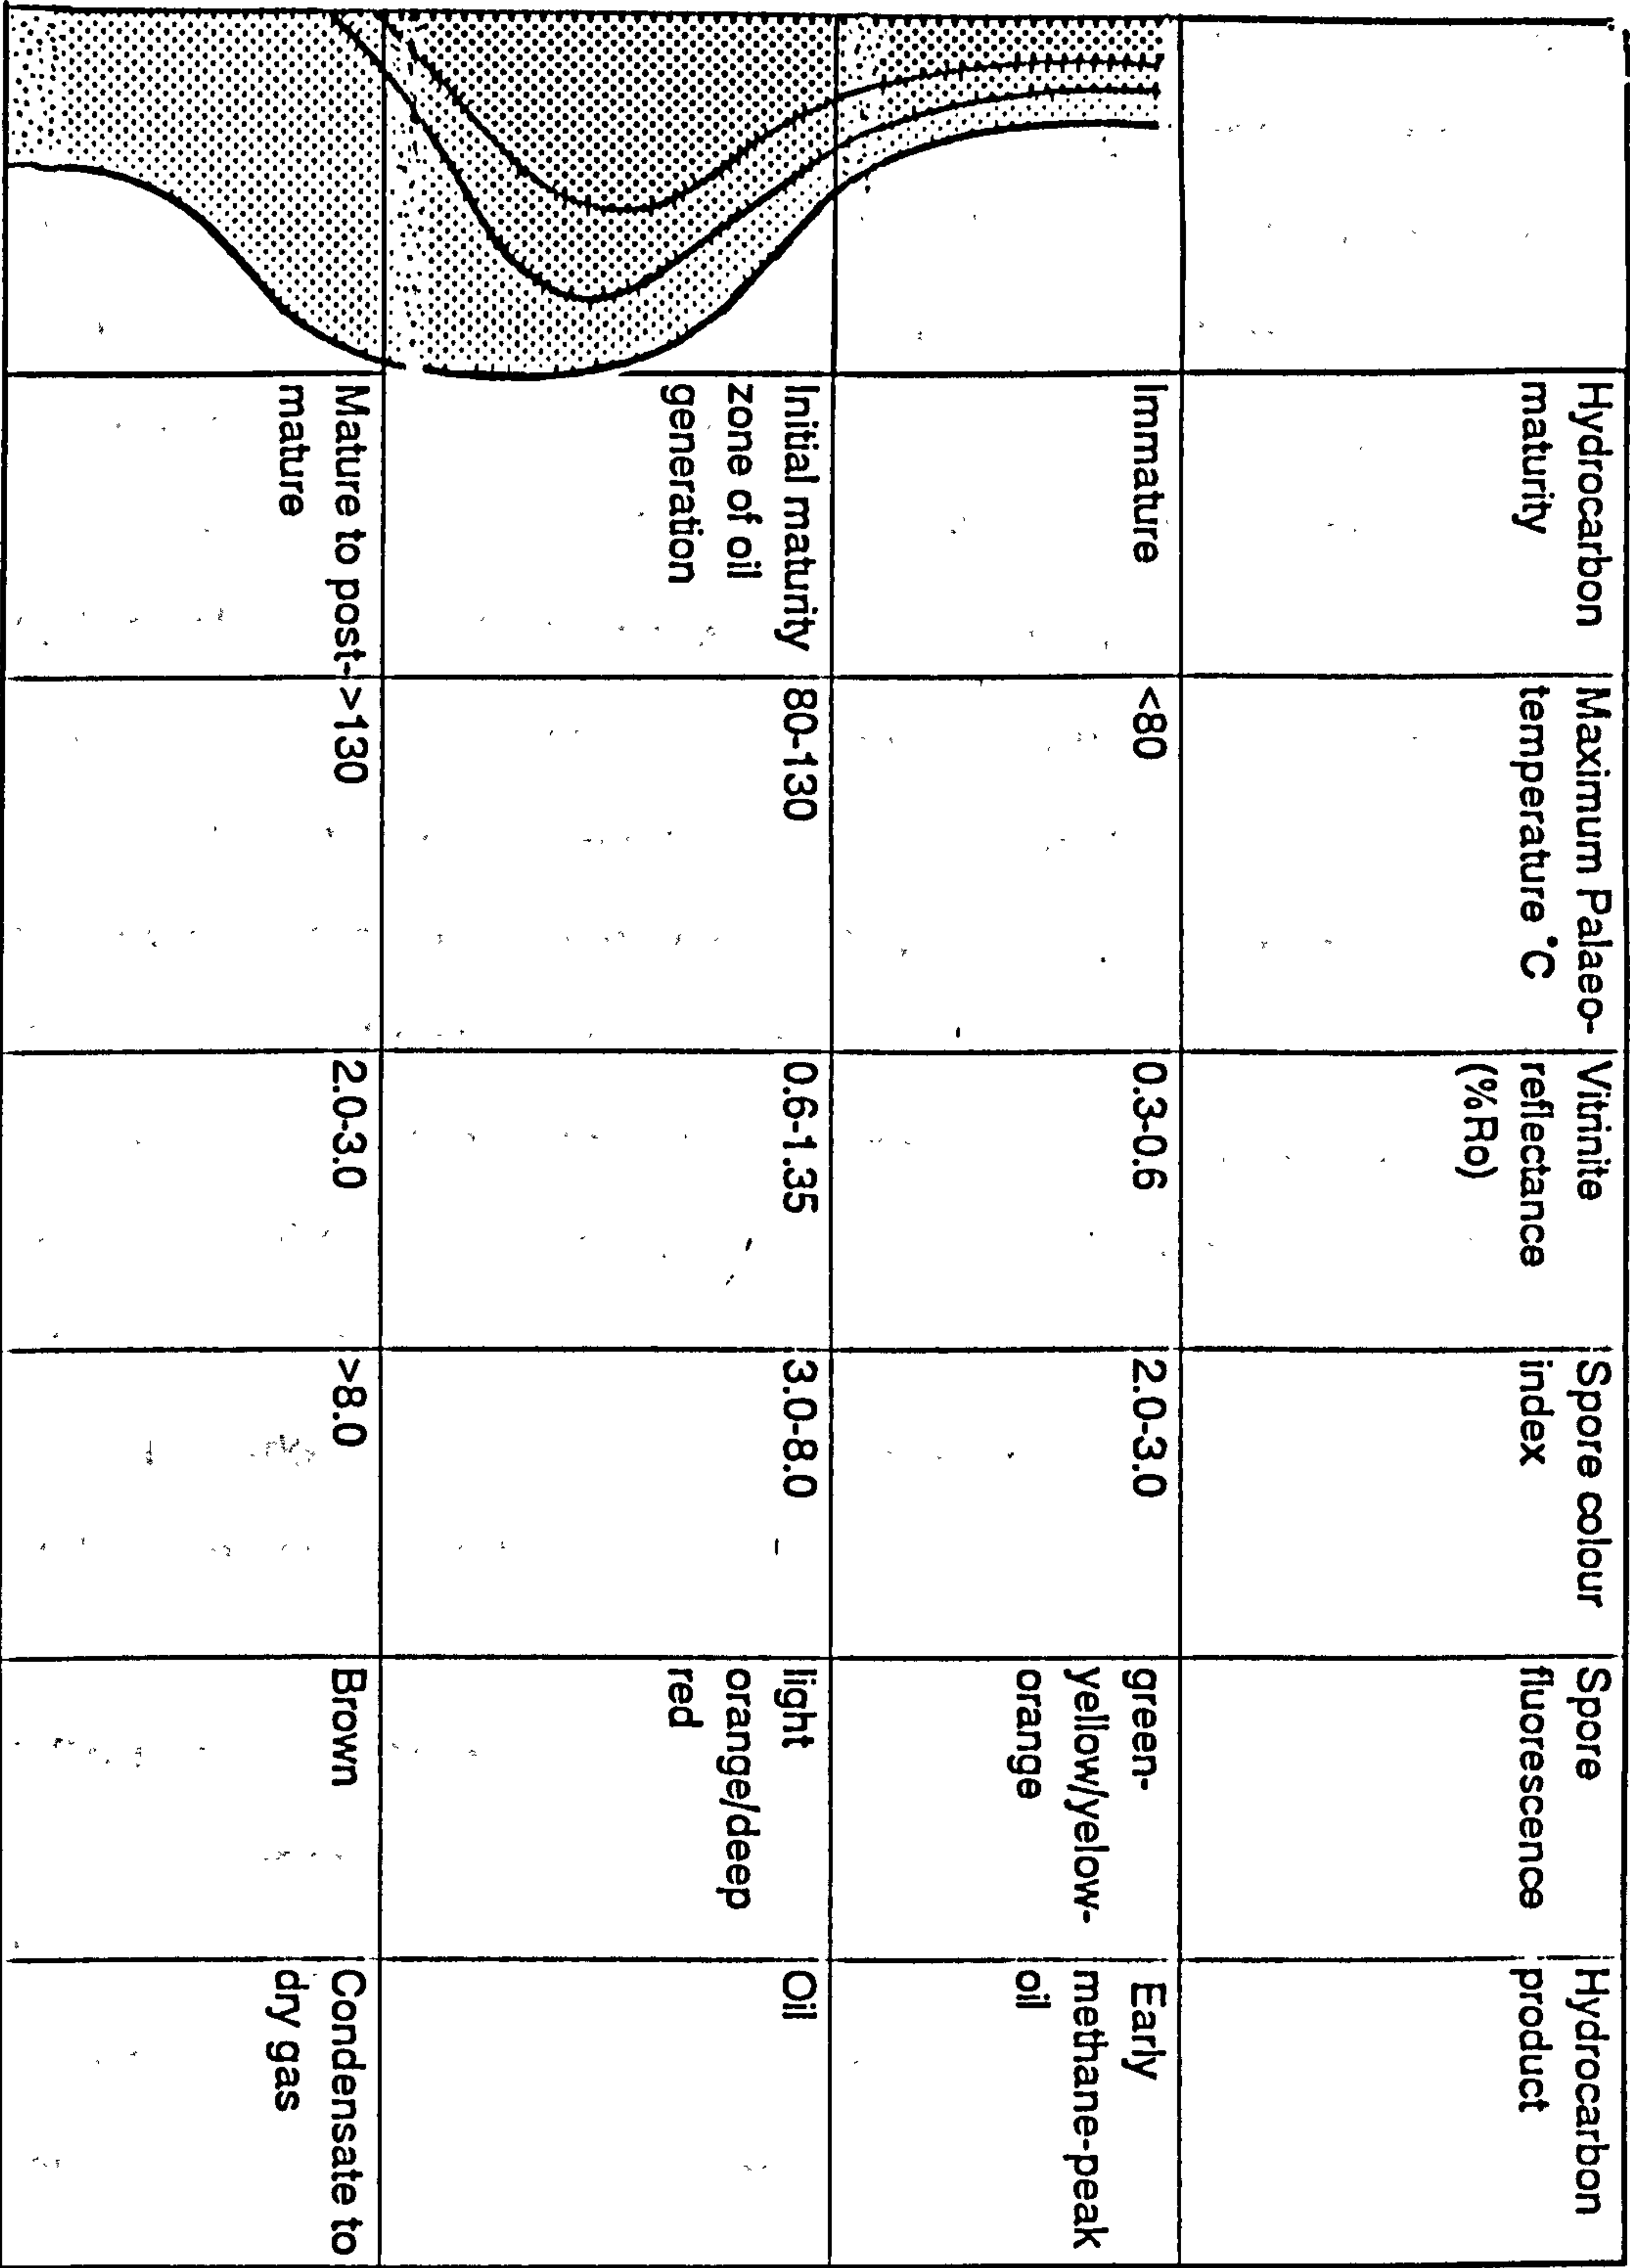 Hydrocarbon
maturity
Maximum Palaeo-
temperature °C
Vitrinite
reflectance
(%Ro)
Spore colour
index
Spore
fluorescence
Hydrocarbon
product
Immature
<80
0.3-0.6
2.0-3.0
green-
yellow/yellow-
orange
Early
methane-peak
oil
Initial maturity
zone of oil
generation
80-130
0.6-1.35
3.0-8.0
light
orange/deep
red
Oil
Mature to post-
mature
>130
2.0-3.0
>8.0
Brown
Condensate to
dry gas